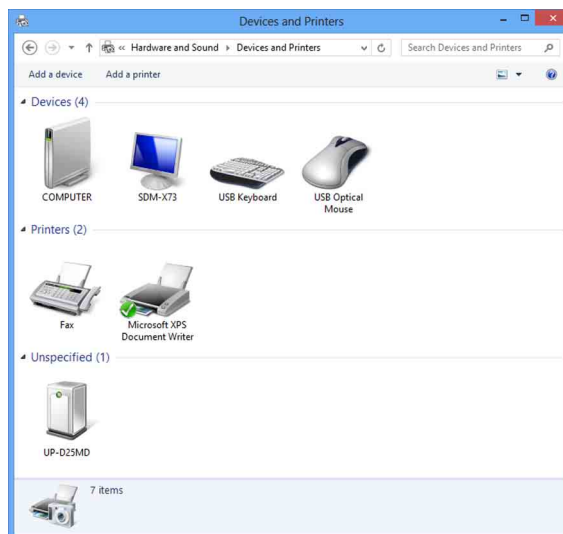 Devices and Printers
« Hardware and Sound ▸ Devices and Printers
Search Devices and Printers
Add a device Add a printer
Devices (4)
COMPUTER SDM-X73 USB Keyboard USB Optical
Mouse
Printers (2)
Fax Microsoft XPS
Document Writer
Unspecified (1)
UP-D25MD
7 items